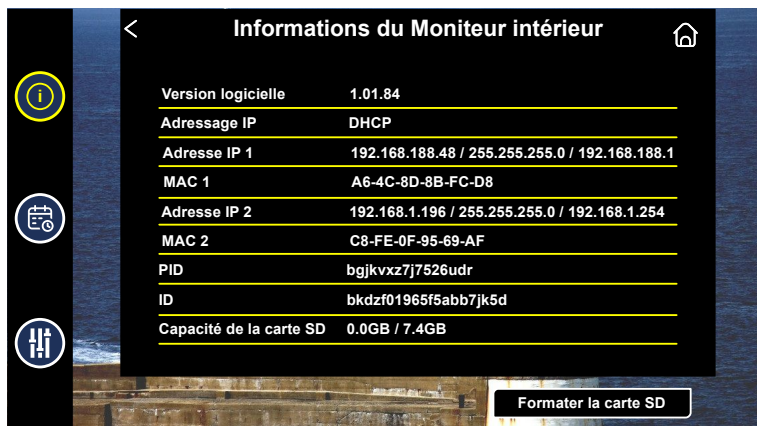 Informations du Moniteur intérieur
Version logicielle 1.01.84
Adressage IP DHCP
Adresse IP 1 192.168.188.48 / 255.255.255.0 / 192.168.188.1
MAC 1 A6-4C-8D-8B-FC-D8
Adresse IP 2 192.168.1.196 / 255.255.255.0 / 192.168.1.254
MAC 2 C8-FE-0F-95-69-AF
PID bgjkvxz7j7526udr
ID bkdzf01965f5abb7jk5d
Capacité de la carte SD 0.0GB / 7.4GB
Formater la carte SD